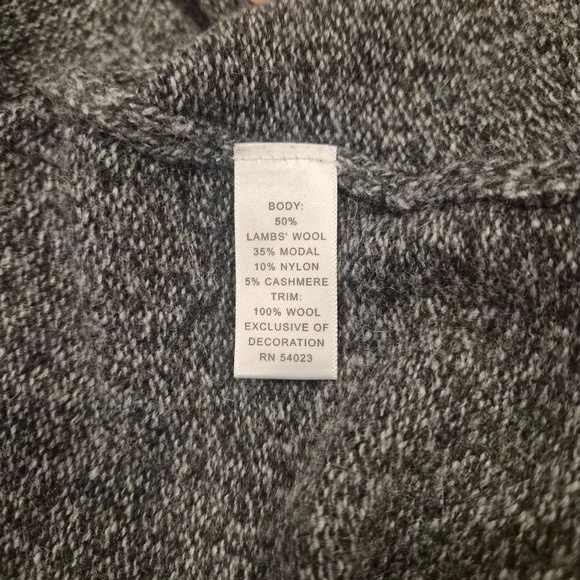 BODY:
50%
LAMBS' WOOL
35% MODAL
10% NYLON
5% CASHMERE
TRIM:
100% WOOL
EXCLUSIVE OF
DECORATION
RN 54023